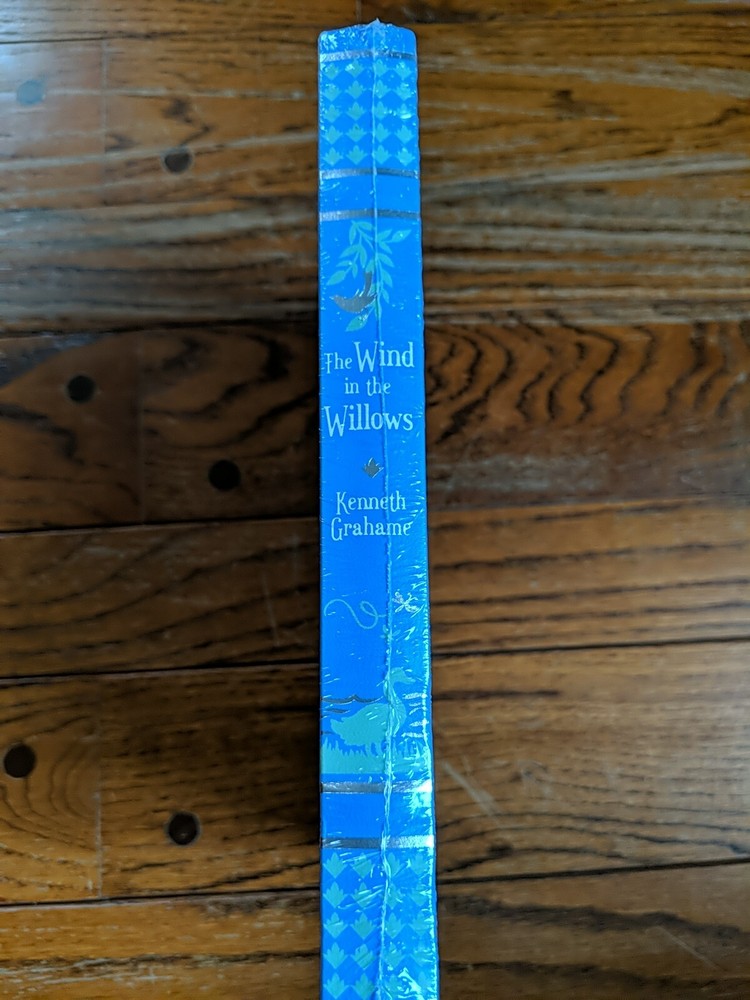 The Wind
in the
Willows
Kenneth
Grahame